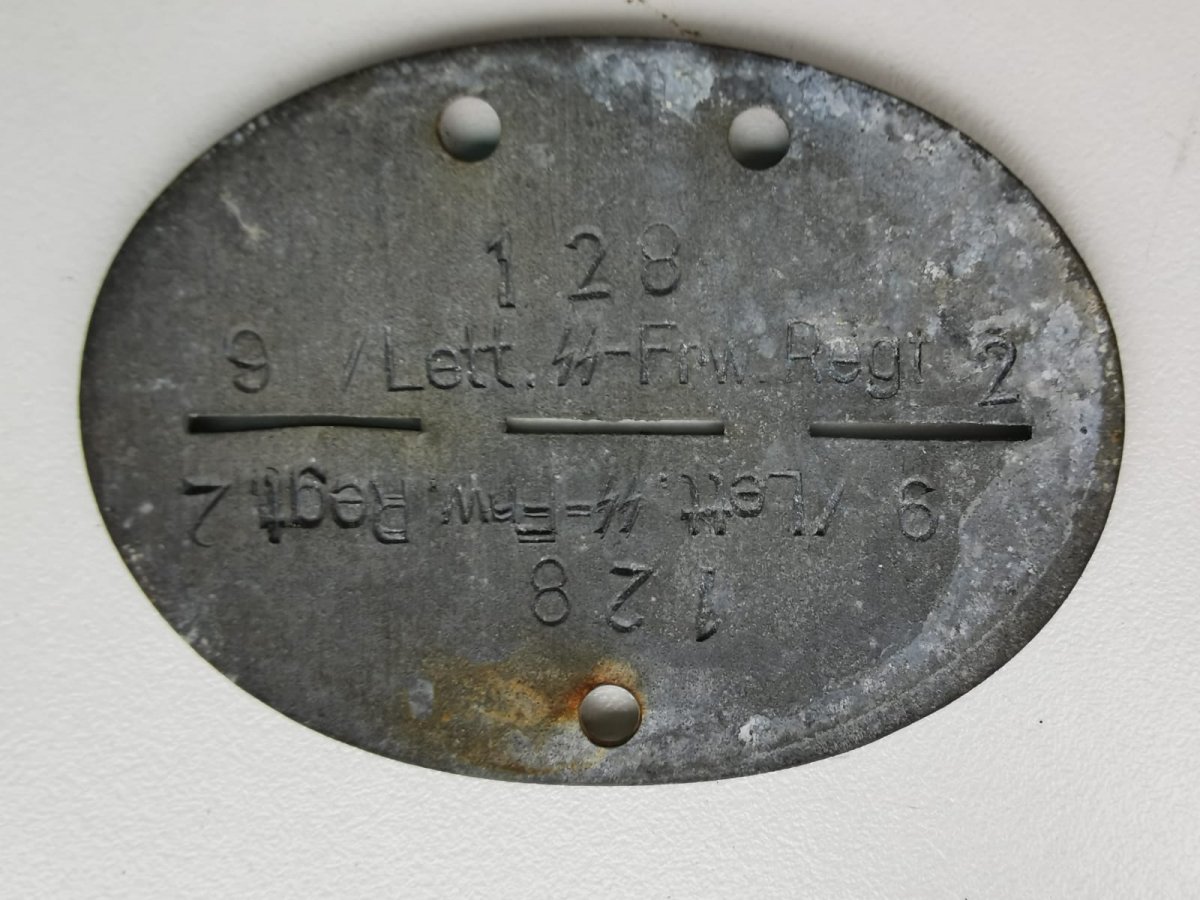 128
9 /Lett. ᛋᛋ-Frw. Regt 2
9 /Lett. ᛋᛋ-Frw. Regt. 2
128